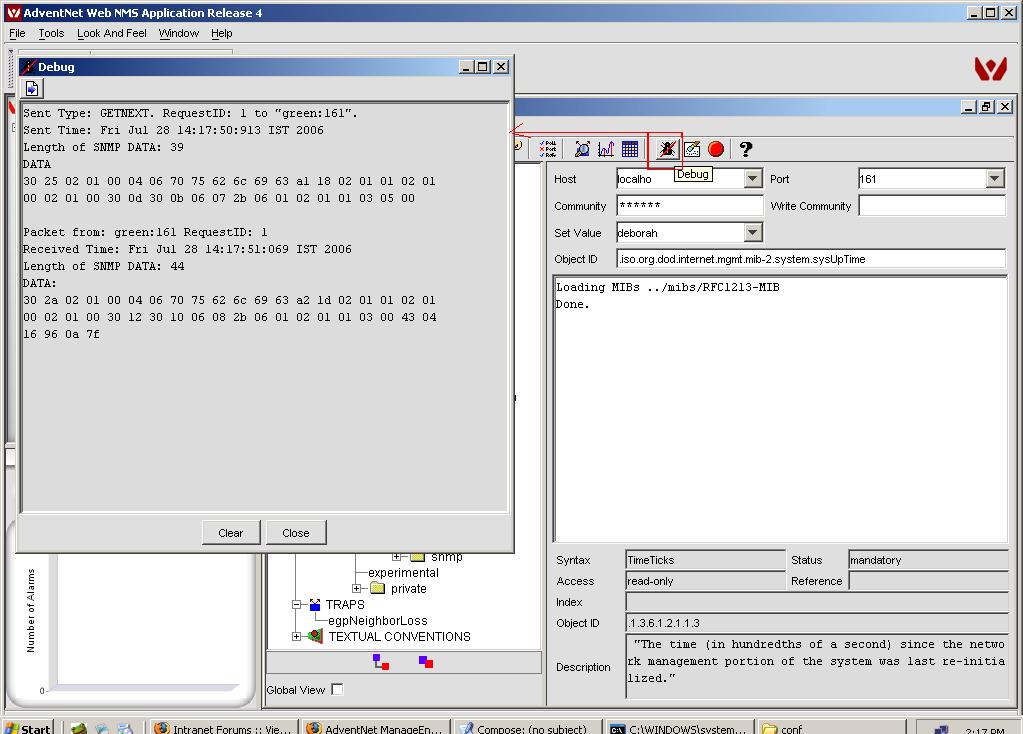 AdventNet Web NMS Application Release 4
File Tools Look And Feel Window Help
Debug
Sent Type: GETNEXT. RequestID: 1 to "green:161".
Sent Time: Fri Jul 28 14:17:50:913 IST 2006
Length of SNMP DATA: 39
DATA
30 25 02 01 00 04 06 70 75 62 6c 69 63 a1 18 02 01 01 02 01
00 02 01 00 30 0d 30 0b 06 07 2b 06 01 02 01 01 03 05 00
Packet from: green:161 RequestID: 1
Received Time: Fri Jul 28 14:17:51:069 IST 2006
Length of SNMP DATA: 44
DATA:
30 2a 02 01 00 04 06 70 75 62 6c 69 63 a2 1d 02 01 01 02 01
00 02 01 00 30 12 30 10 06 08 2b 06 01 02 01 01 03 00 43 04
16 96 0a 7f
Clear Close
Debug
Host localho Port 161
Community ****** Write Community
Set Value deborah
Object ID .iso.org.dod.internet.mgmt.mib-2.system.sysUpTime
Loading MIBs ../mibs/RFC1213-MIB
Done.
snmp
experimental
private
TRAPS
egpNeighborLoss
TEXTUAL CONVENTIONS
Global View
Number of Alarms
0
Syntax TimeTicks Status mandatory
Access read-only Reference
Index
Object ID .1.3.6.1.2.1.1.3
Description "The time (in hundredths of a second) since the netwo
rk management portion of the system was last re-initia
lized."
Start Intranet Forums :: Vie... AdventNet ManageEn... Compose: (no subject) C:\WINDOWS\system... conf 2:17 PM